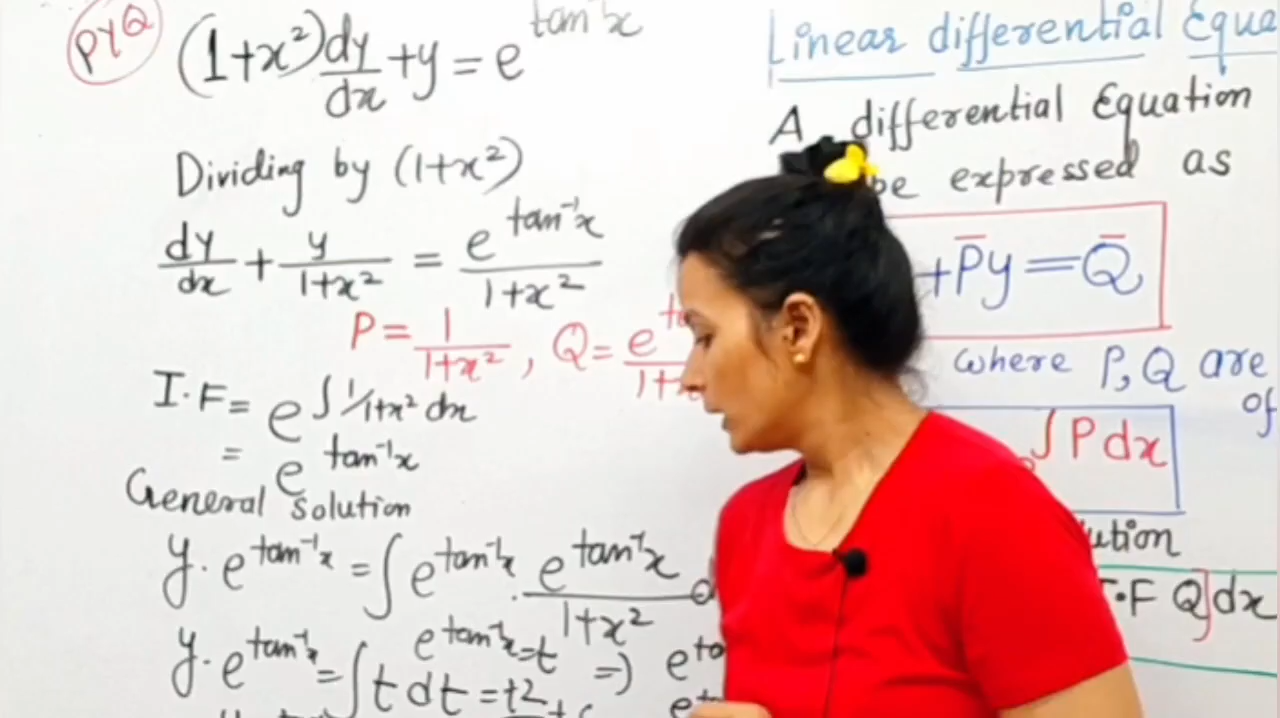 PYQ
(1+x²)dy/dx + y = e^tan⁻¹x
Dividing by (1+x²)
dy/dx + y/1+x² = e^tan⁻¹x/1+x²
P = 1/1+x² , Q =
I.F = e^∫1/1+x² dx
= e^tan⁻¹x
General solution
y. e^tan⁻¹x = ∫ e^tan⁻¹x . e^tan⁻¹x/1+x²
e^tan⁻¹x = t ⇒
y. e^tan⁻¹x = ∫ t dt = t2
+c
Linear differential Equa
A differential Equation
be expressed as
+Py = Q
where P, Q are
of
∫ P dx
ution
I.F Q]dx